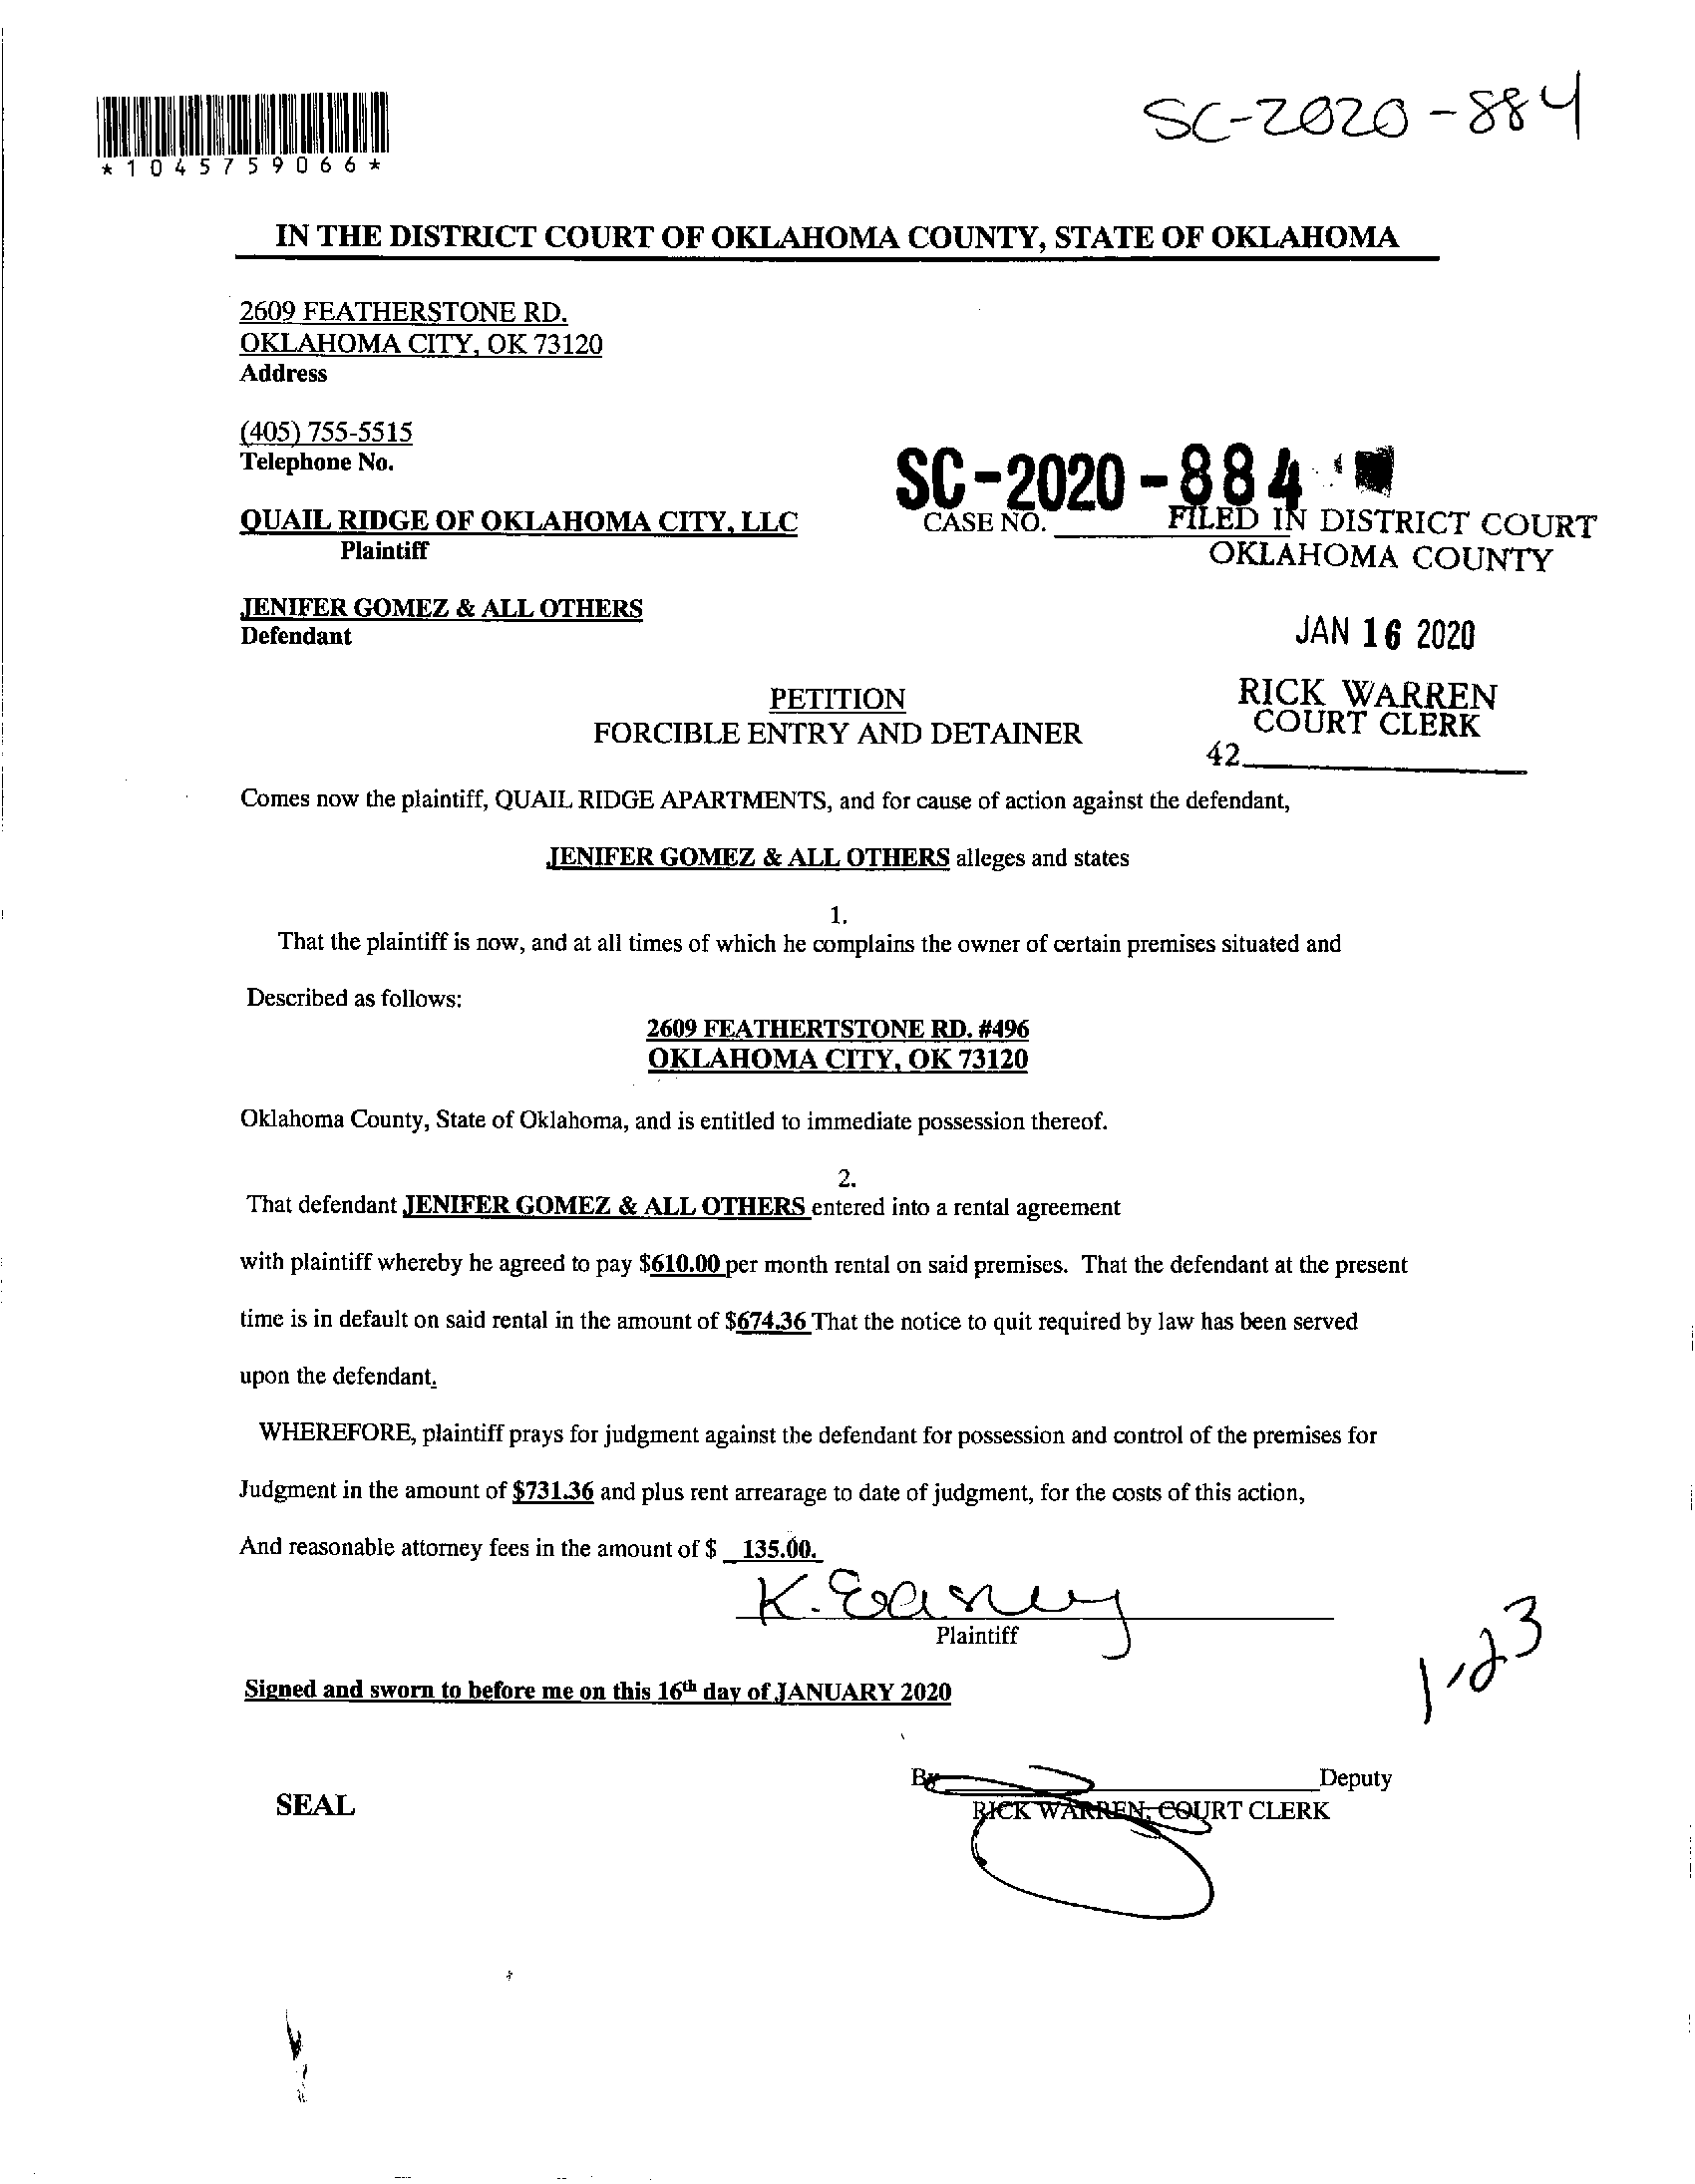 SC-2020-884
*1045759066*
IN THE DISTRICT COURT OF OKLAHOMA COUNTY, STATE OF OKLAHOMA
2609 FEATHERSTONE RD.
OKLAHOMA CITY, OK 73120
Address
(405) 755-5515
Telephone No.
SC-2020-884
QUAIL RIDGE OF OKLAHOMA CITY, LLC
CASE NO.
FILED IN DISTRICT COURT
Plaintiff
OKLAHOMA COUNTY
JENIFER GOMEZ & ALL OTHERS
Defendant
JAN 16 2020
PETITION
RICK WARREN
COURT CLERK
FORCIBLE ENTRY AND DETAINER
42
Comes now the plaintiff, QUAIL RIDGE APARTMENTS, and for cause of action against the defendant,
JENIFER GOMEZ & ALL OTHERS alleges and states
1.
That the plaintiff is now, and at all times of which he complains the owner of certain premises situated and
Described as follows:
2609 FEATHERTSTONE RD. #496
OKLAHOMA CITY, OK 73120
Oklahoma County, State of Oklahoma, and is entitled to immediate possession thereof.
2.
That defendant JENIFER GOMEZ & ALL OTHERS entered into a rental agreement
with plaintiff whereby he agreed to pay $610.00 per month rental on said premises. That the defendant at the present
time is in default on said rental in the amount of $674.36 That the notice to quit required by law has been served
upon the defendant.
WHEREFORE, plaintiff prays for judgment against the defendant for possession and control of the premises for
Judgment in the amount of $731.36 and plus rent arrearage to date of judgment, for the costs of this action,
And reasonable attorney fees in the amount of $ 135.00.
Plaintiff
1-23
Signed and sworn to before me on this 16th day of JANUARY 2020
By Deputy
SEAL
RICK WARREN, COURT CLERK